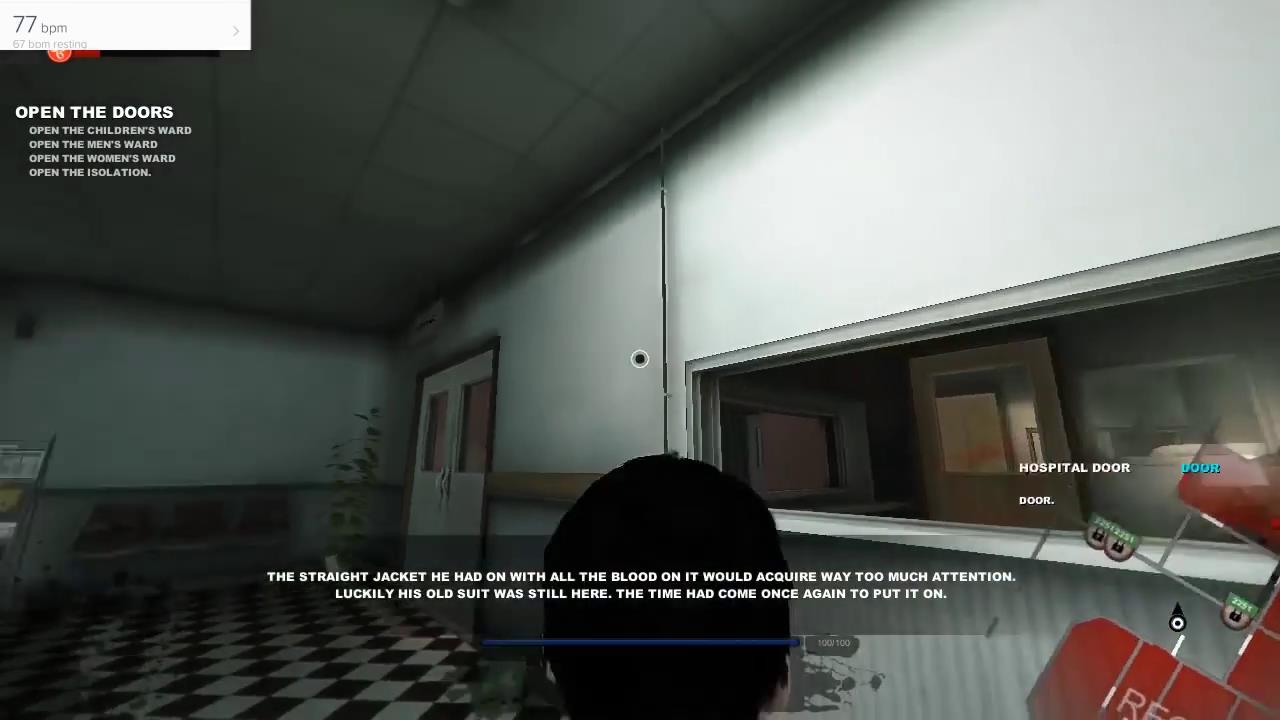 77 bpm
67 bpm resting
OPEN THE DOORS
OPEN THE CHILDREN'S WARD
OPEN THE MEN'S WARD
OPEN THE WOMEN'S WARD
OPEN THE ISOLATION.
HOSPITAL DOOR DOOR
DOOR.
THE STRAIGHT JACKET HE HAD ON WITH ALL THE BLOOD ON IT WOULD ACQUIRE WAY TOO MUCH ATTENTION.
LUCKILY HIS OLD SUIT WAS STILL HERE. THE TIME HAD COME ONCE AGAIN TO PUT IT ON.
100/100